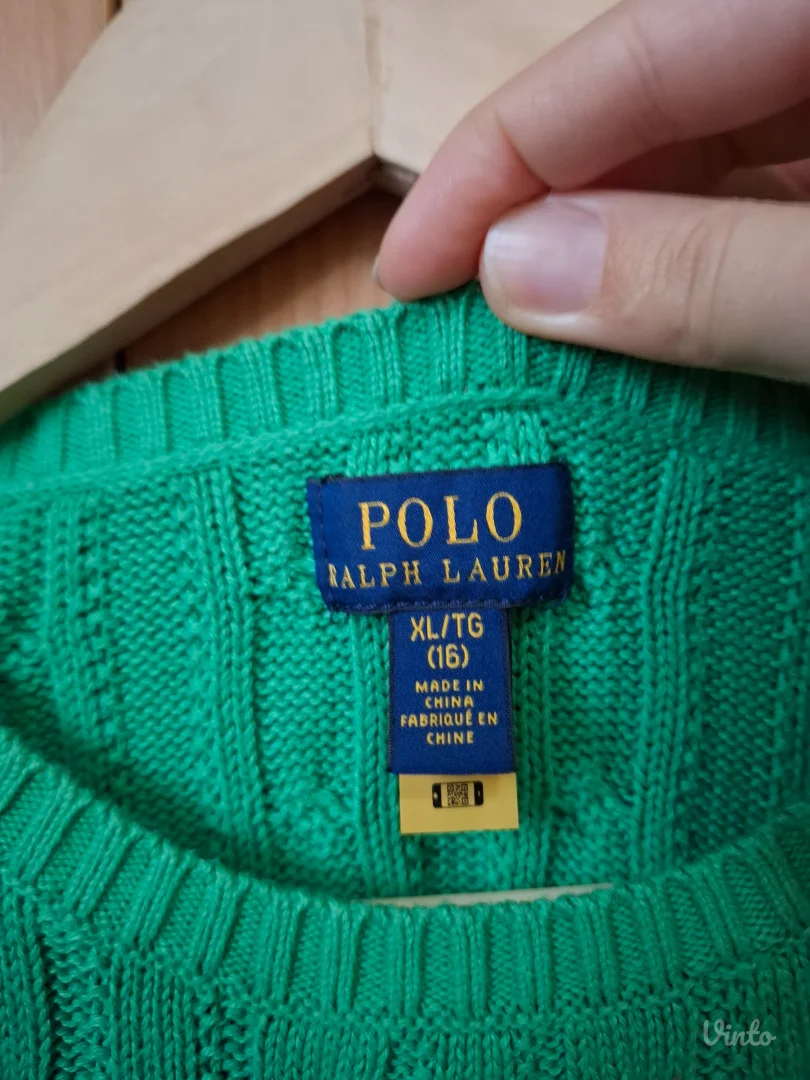 POLO
RALPH LAUREN
XL/TG
(16)
MADE IN
CHINA
FABRIQUÉ EN
CHINE
Vinto